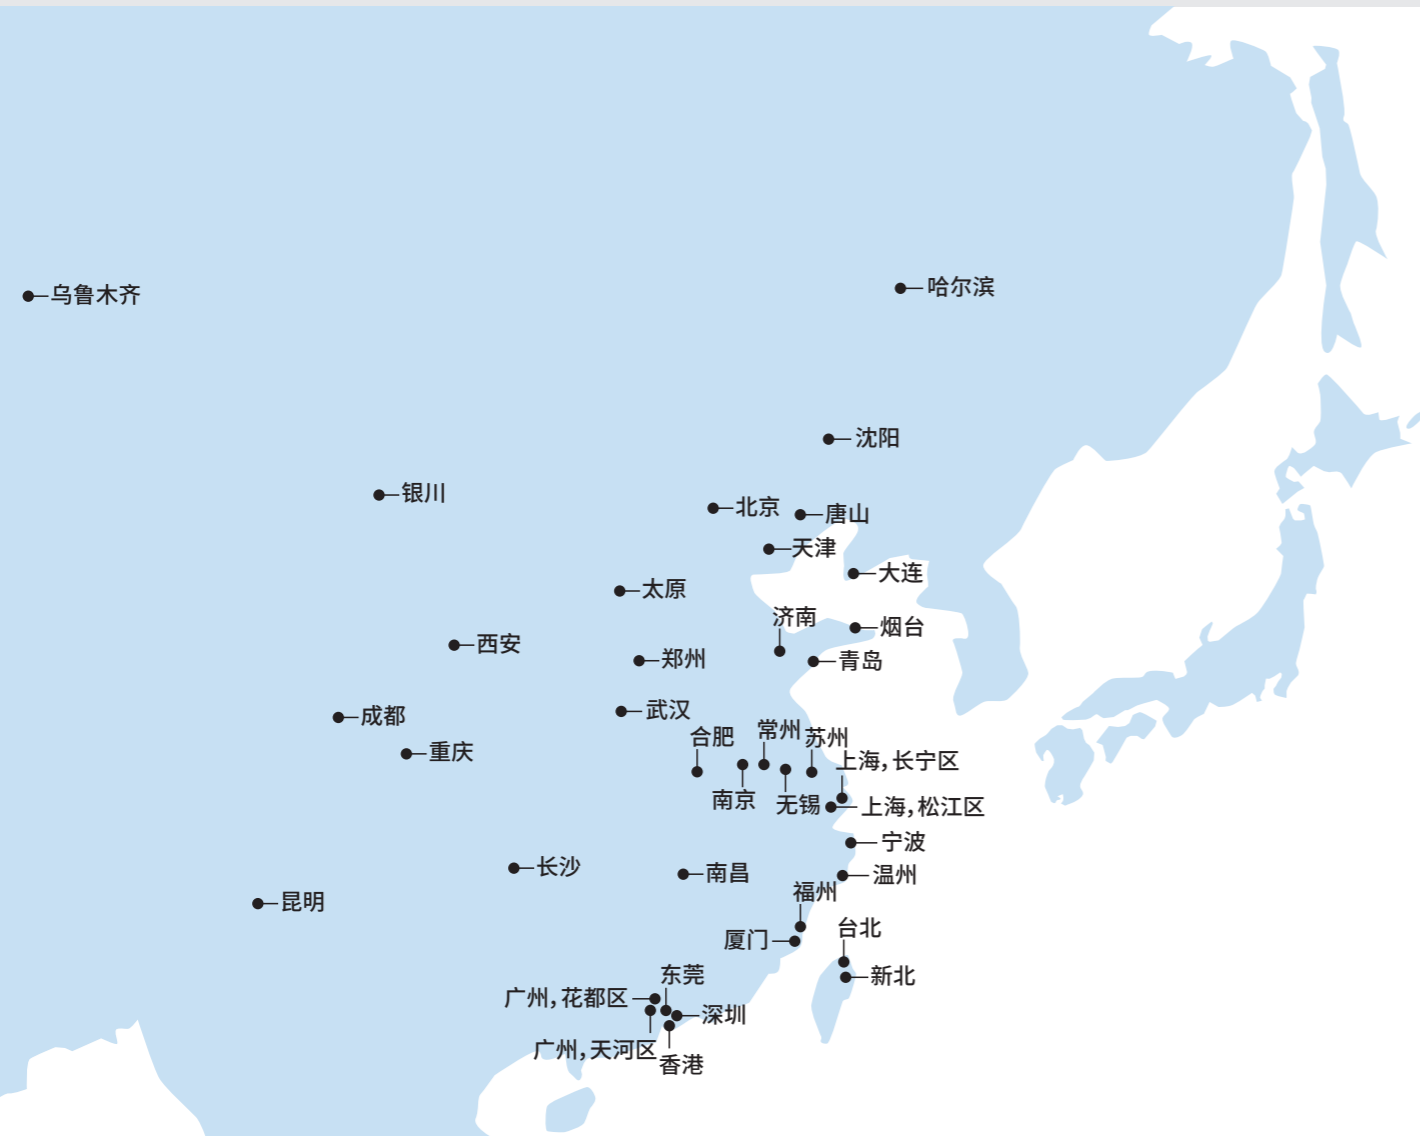 乌鲁木齐
哈尔滨
沈阳
银川
北京
唐山
天津
大连
太原
济南
烟台
西安
郑州
青岛
武汉
成都
常州
合肥
苏州
重庆
上海，长宁区
南京
无锡
上海，松江区
宁波
长沙
南昌
温州
福州
昆明
台北
厦门
东莞
新北
广州，花都区
深圳
广州，天河区
香港